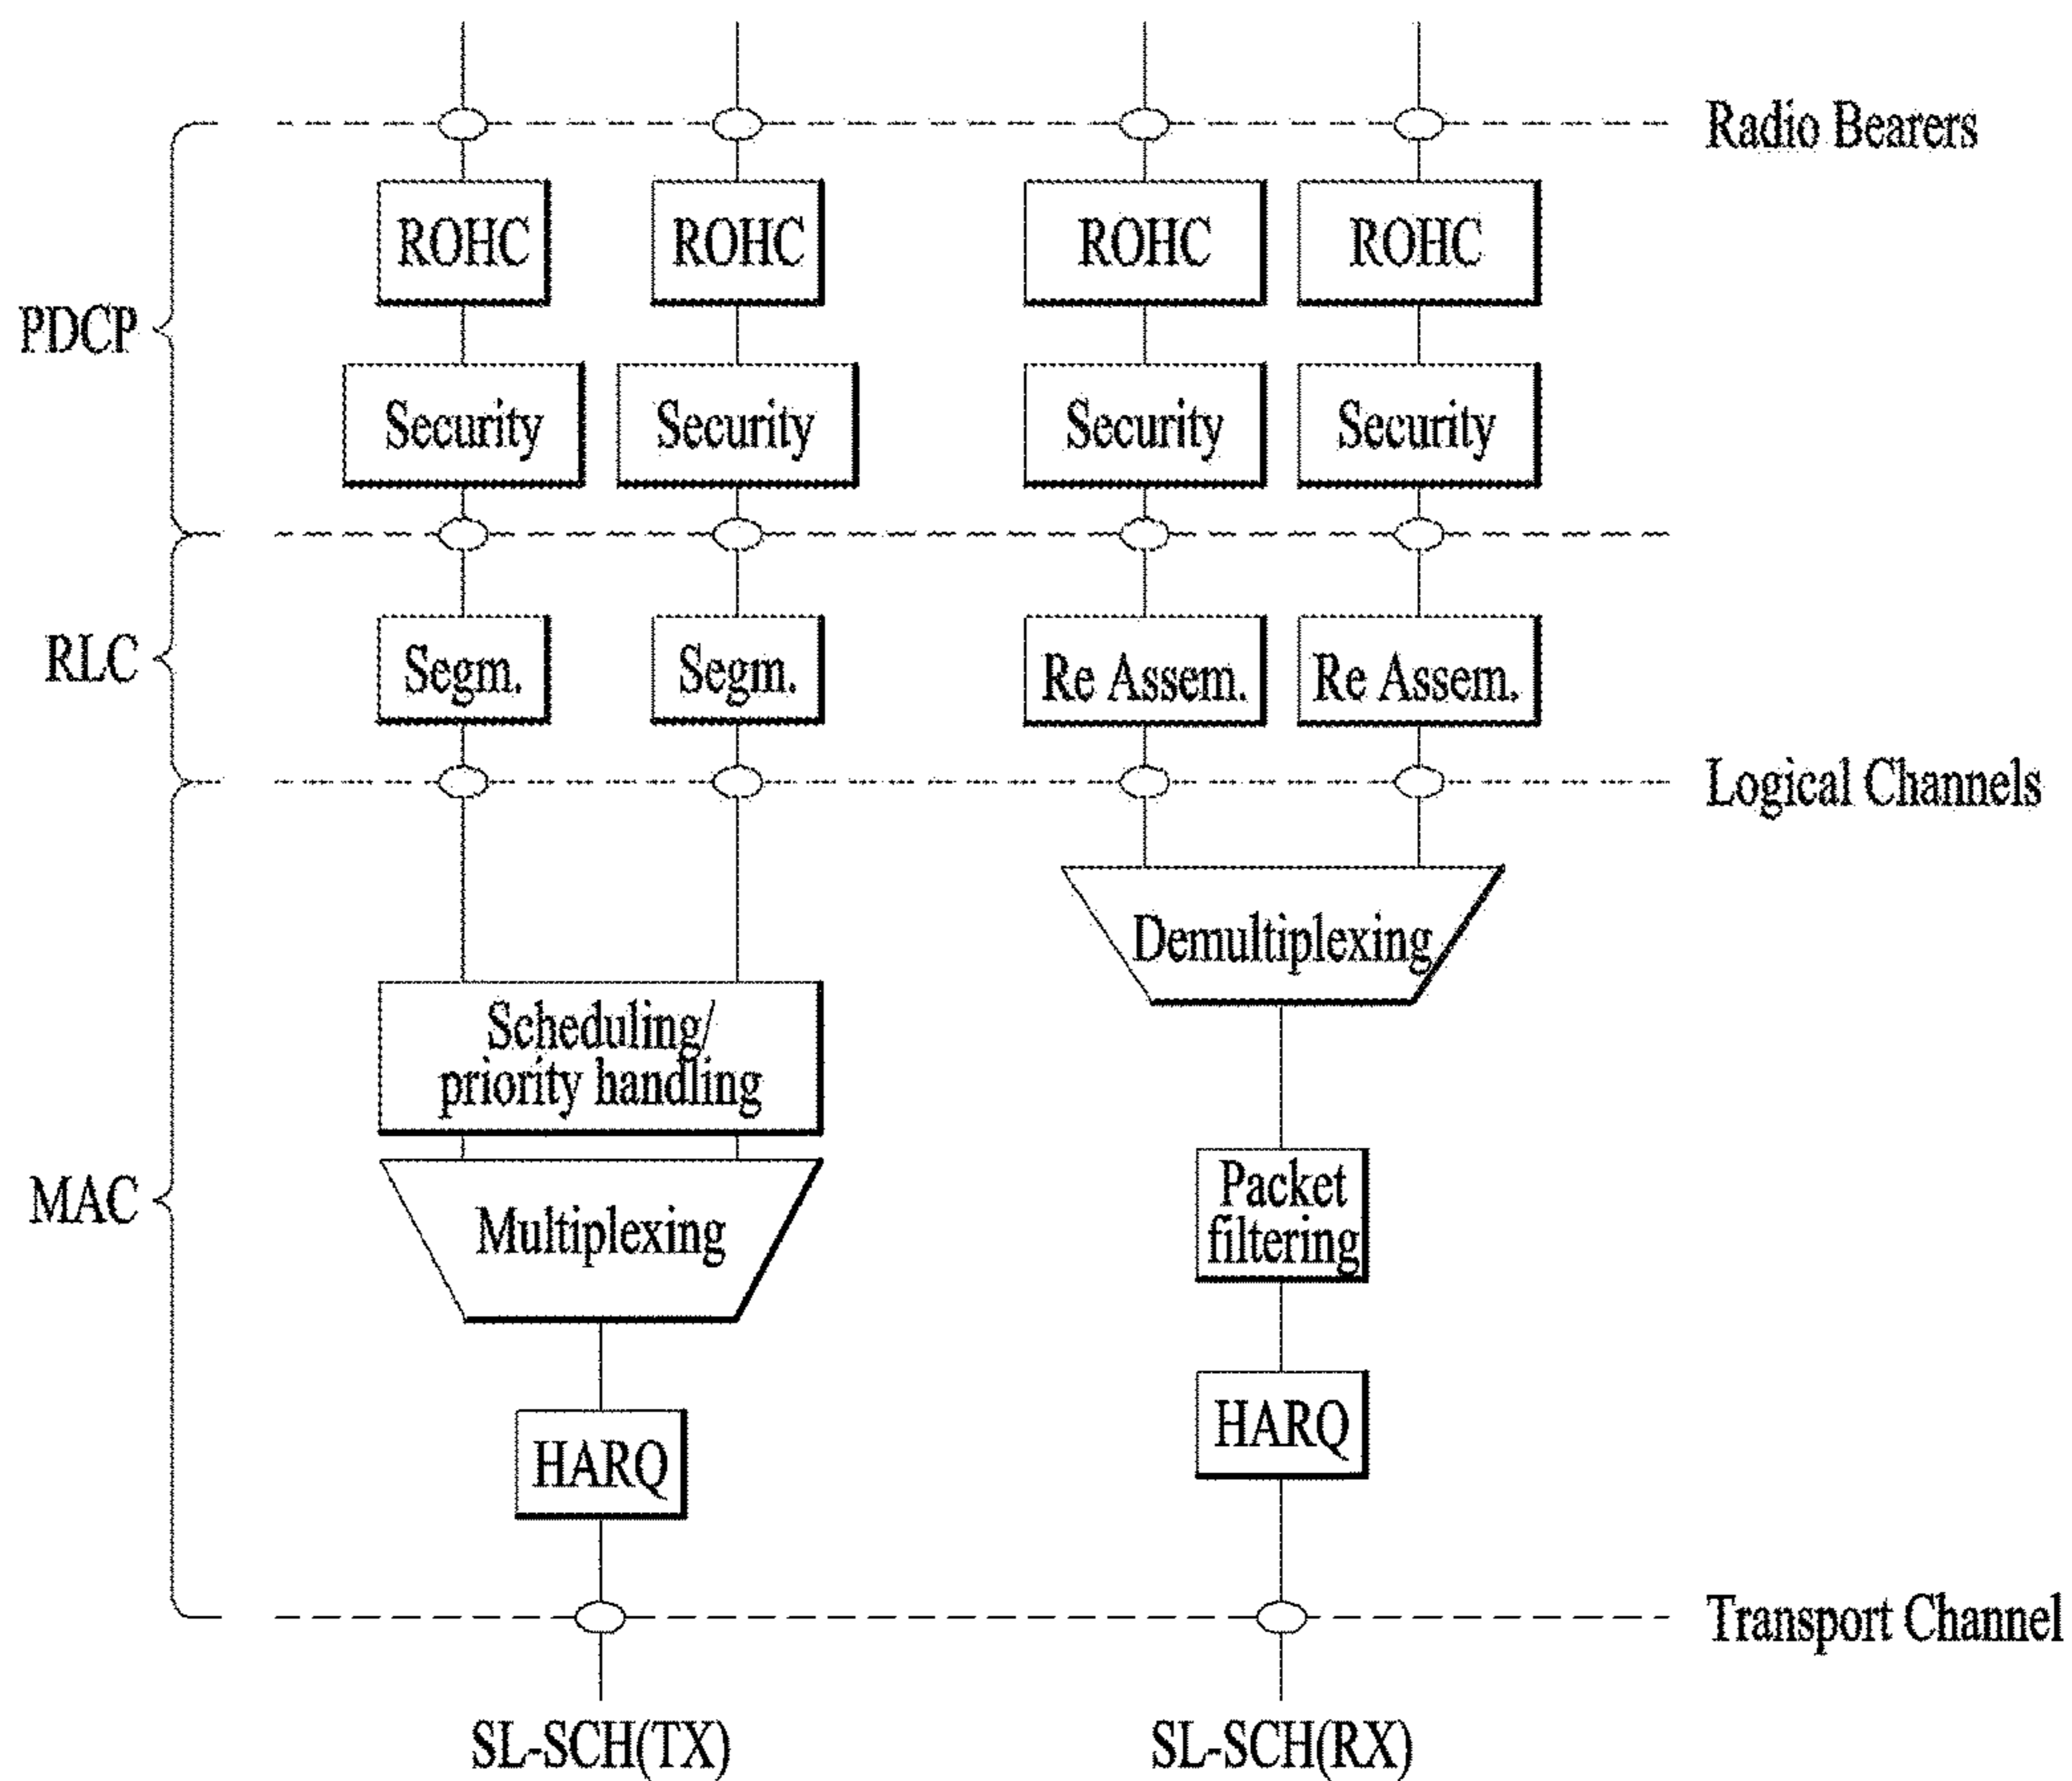 Radio Bearers
ROHC ROHC ROHC ROHC
PDCP
Security Security Security Security
RLC
Segm. Segm. Re Assem. Re Assem.
Logical Channels
Demultiplexing
Scheduling/
priority handling
Packet
filtering
MAC
Multiplexing
HARQ
HARQ
Transport Channel
SL-SCH(TX) SL-SCH(RX)